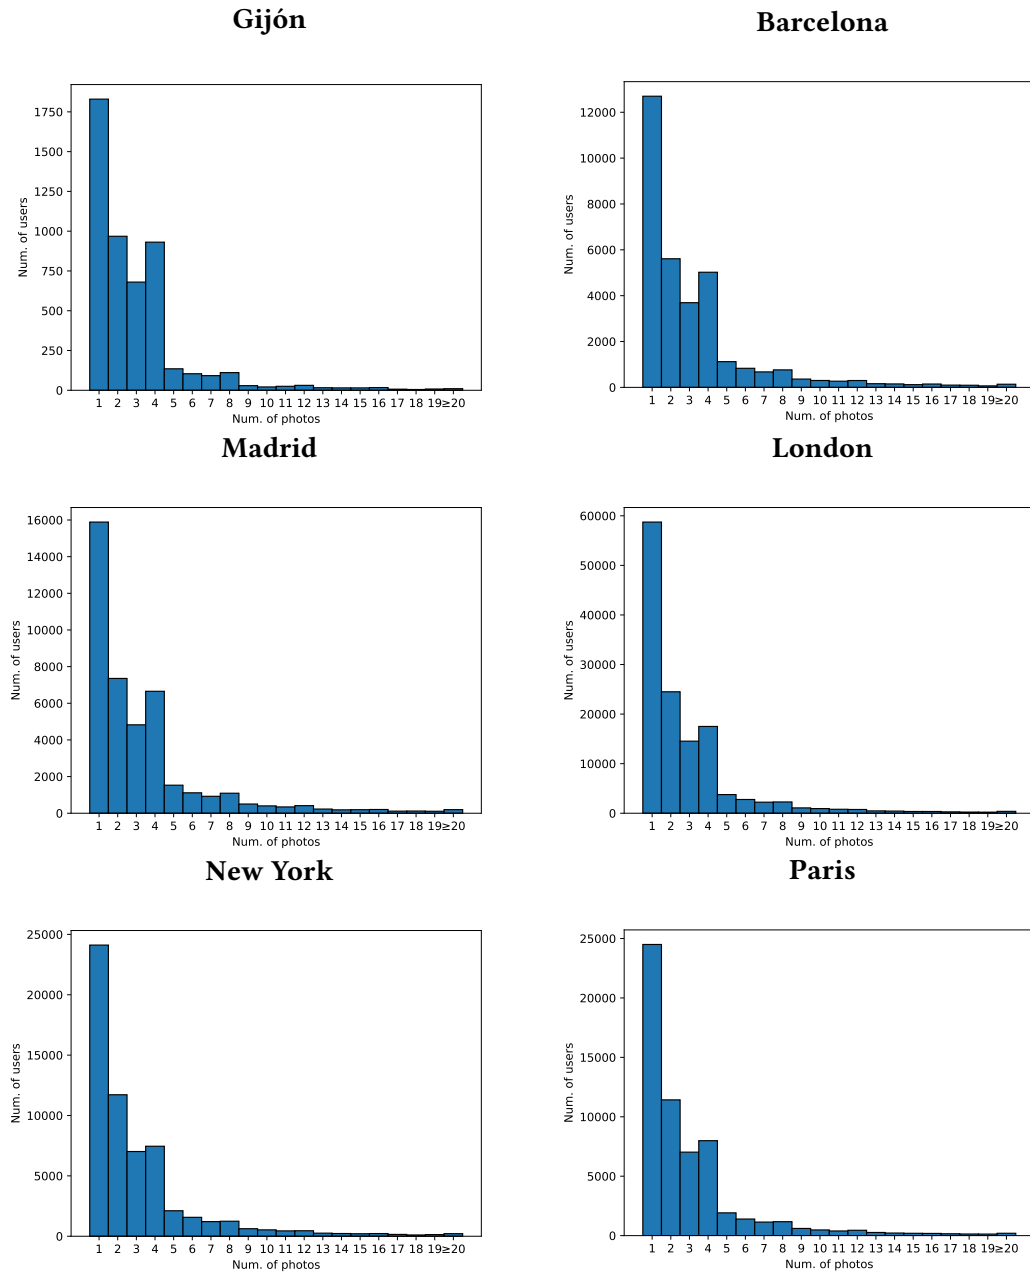 Gijón
1750
1500
1250
1000
750
500
250
0
Num. of users
1 2 3 4 5 6 7 8 9 10 11 12 13 14 15 16 17 18 19≥20
Num. of photos
Barcelona
12000
10000
8000
6000
4000
2000
0
Num. of users
1 2 3 4 5 6 7 8 9 10 11 12 13 14 15 16 17 18 19≥20
Num. of photos
Madrid
16000
14000
12000
10000
8000
6000
4000
2000
0
Num. of users
1 2 3 4 5 6 7 8 9 10 11 12 13 14 15 16 17 18 19≥20
Num. of photos
London
60000
50000
40000
30000
20000
10000
0
Num. of users
1 2 3 4 5 6 7 8 9 10 11 12 13 14 15 16 17 18 19≥20
Num. of photos
New York
25000
20000
15000
10000
5000
0
Num. of users
1 2 3 4 5 6 7 8 9 10 11 12 13 14 15 16 17 18 19≥20
Num. of photos
Paris
25000
20000
15000
10000
5000
0
Num. of users
1 2 3 4 5 6 7 8 9 10 11 12 13 14 15 16 17 18 19≥20
Num. of photos